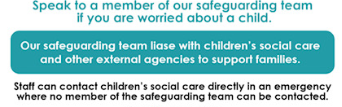 Speak to a member of our safeguarding team
if you are worried about a child.
Our safeguarding team liase with children's social care
and other external agencies to support families.
Staff can contact children's social care directly in an emergency
where no member of the safeguarding team can be contacted.